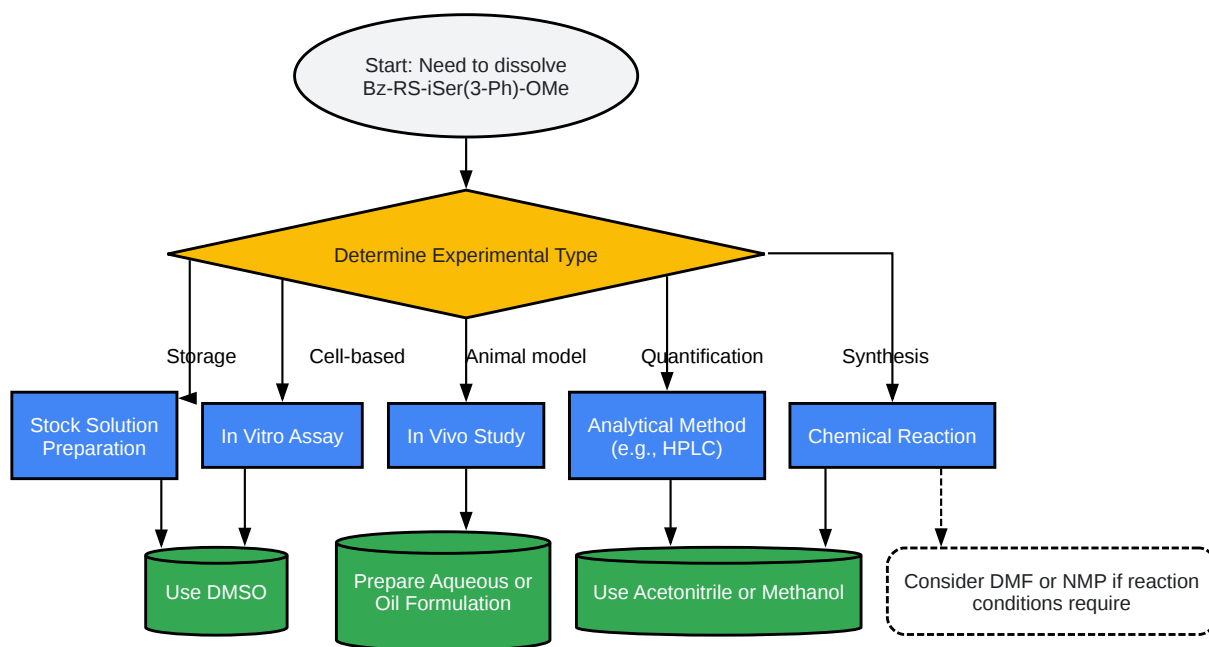 Start: Need to dissolve
Bz-RS-iSer(3-Ph)-OMe
Determine Experimental Type
Storage
Cell-based
Animal model
Quantification
Synthesis
Stock Solution
Preparation
In Vitro Assay
In Vivo Study
Analytical Method
(e.g., HPLC)
Chemical Reaction
Use DMSO
Prepare Aqueous or
Oil Formulation
Use Acetonitrile or Methanol
Consider DMF or NMP if reaction
conditions require